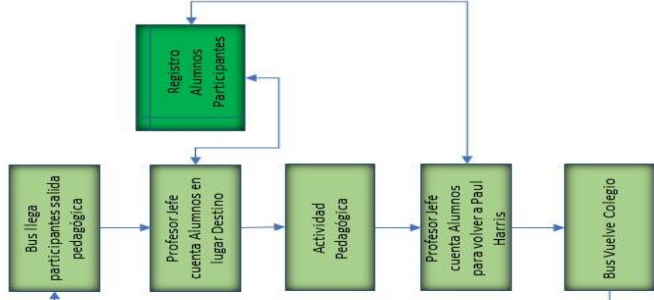 Registro
Alumnos
Participantes
Bus llega
participantes salida
pedagógica
Profesor Jefe
cuenta Alumnos en
lugar Destino
Actividad
Pedagógica
Profesor Jefe
cuenta Alumnos
para volver a Paul
Harris
Bus Vuelve Colegio